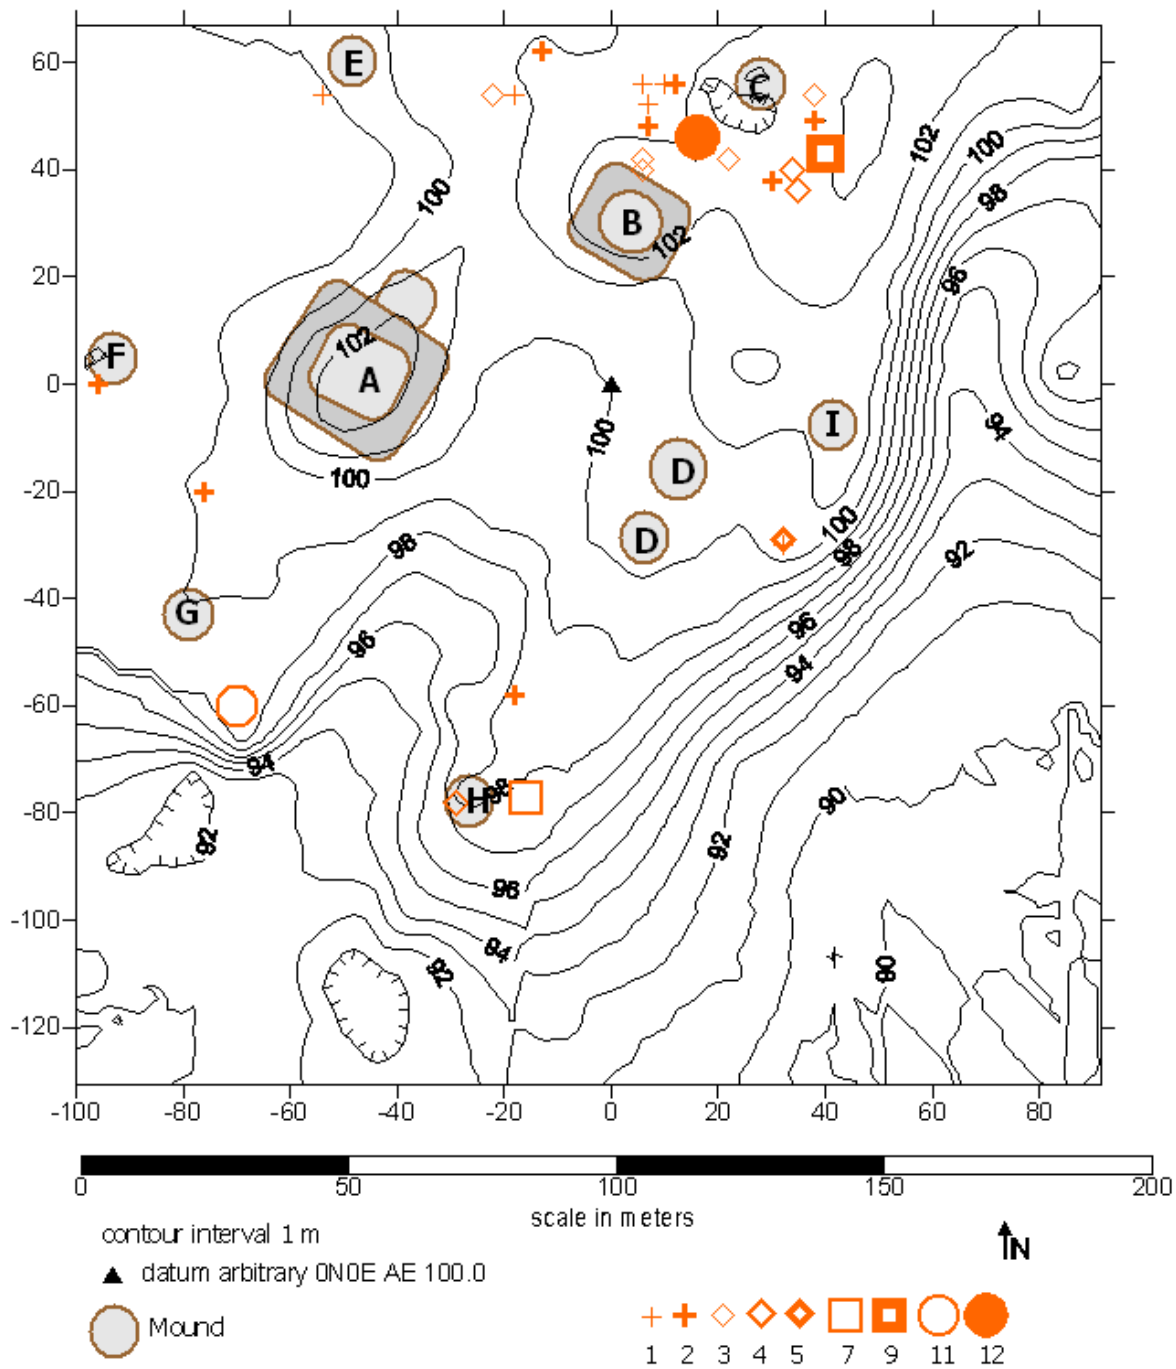 60
40
20
0
-20
-40
-60
-80
-100
-120
E
C
102
100
98
100
B
102
96
F
102
A
I
94
100
100
D
100
98
D
98
92
G
96
96
94
94
H
98
90
92
92
96
94
92
90
-100 -80 -60 -40 -20 0 20 40 60 80
0 50 100 150 200
scale in meters
contour interval 1 m
N
datum arbitrary 0N0E AE 100.0
Mound
1 2 3 4 5 7 9 11 12